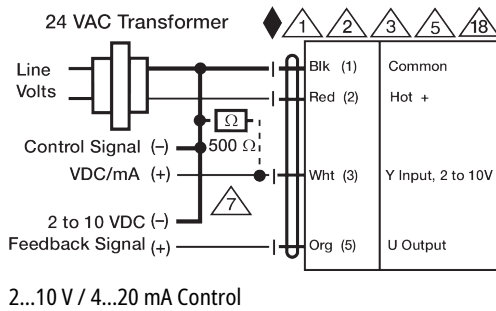 24 VAC Transformer
1 2 3 5 18
Line Volts
Blk (1) Common
Red (2) Hot +
Ω
500 Ω
Control Signal (–)
VDC/mA (+)
Wht (3) Y Input, 2 to 10V
7
2 to 10 VDC (–)
Feedback Signal (+)
Org (5) U Output
2...10 V / 4...20 mA Control